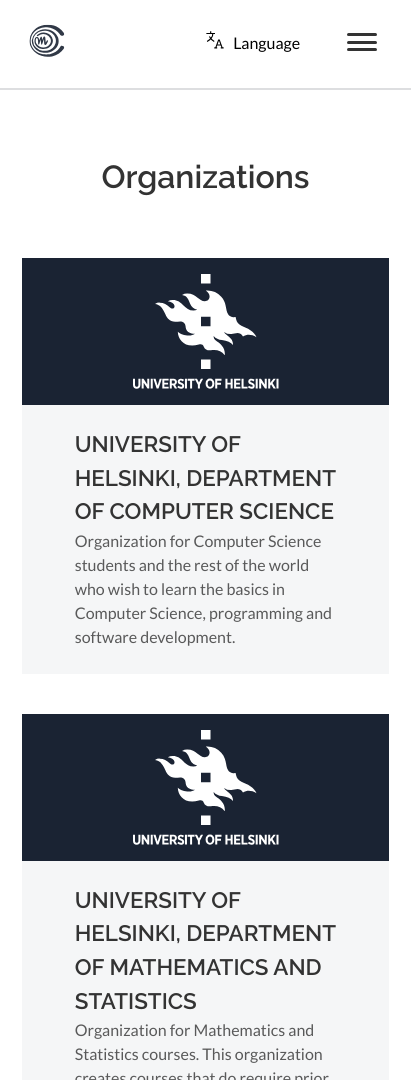 Language
Organizations
UNIVERSITY OF HELSINKI
UNIVERSITY OF
HELSINKI, DEPARTMENT
OF COMPUTER SCIENCE
Organization for Computer Science
students and the rest of the world
who wish to learn the basics in
Computer Science, programming and
software development.
UNIVERSITY OF HELSINKI
UNIVERSITY OF
HELSINKI, DEPARTMENT
OF MATHEMATICS AND
STATISTICS
Organization for Mathematics and
Statistics courses. This organization
creates courses that do require prior